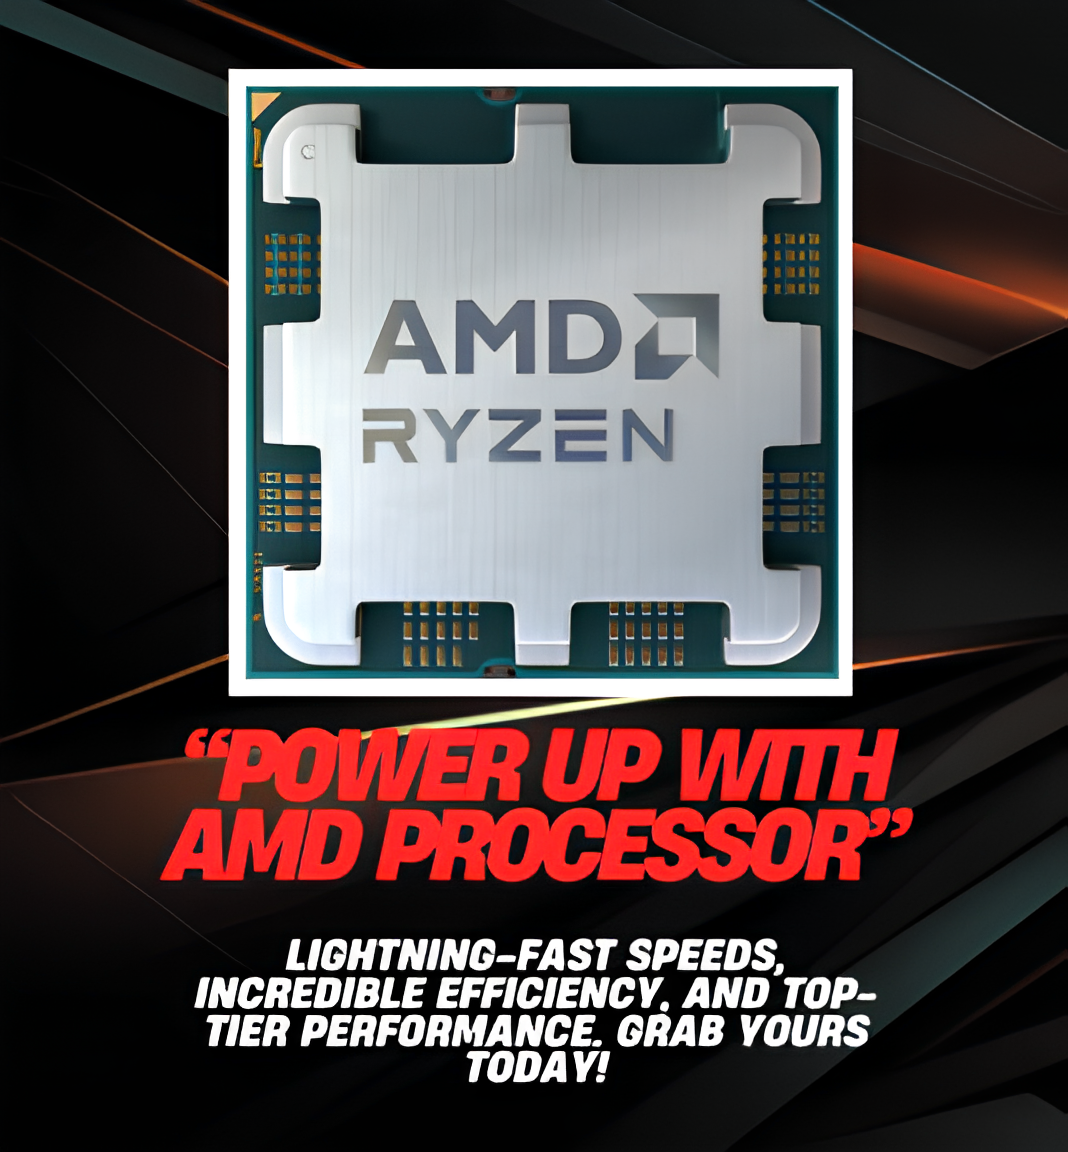 AMD
RYZEN
“POWER UP WITH
AMD PROCESSOR”
LIGHTNING-FAST SPEEDS,
INCREDIBLE EFFICIENCY, AND TOP-
TIER PERFORMANCE. GRAB YOURS
TODAY!